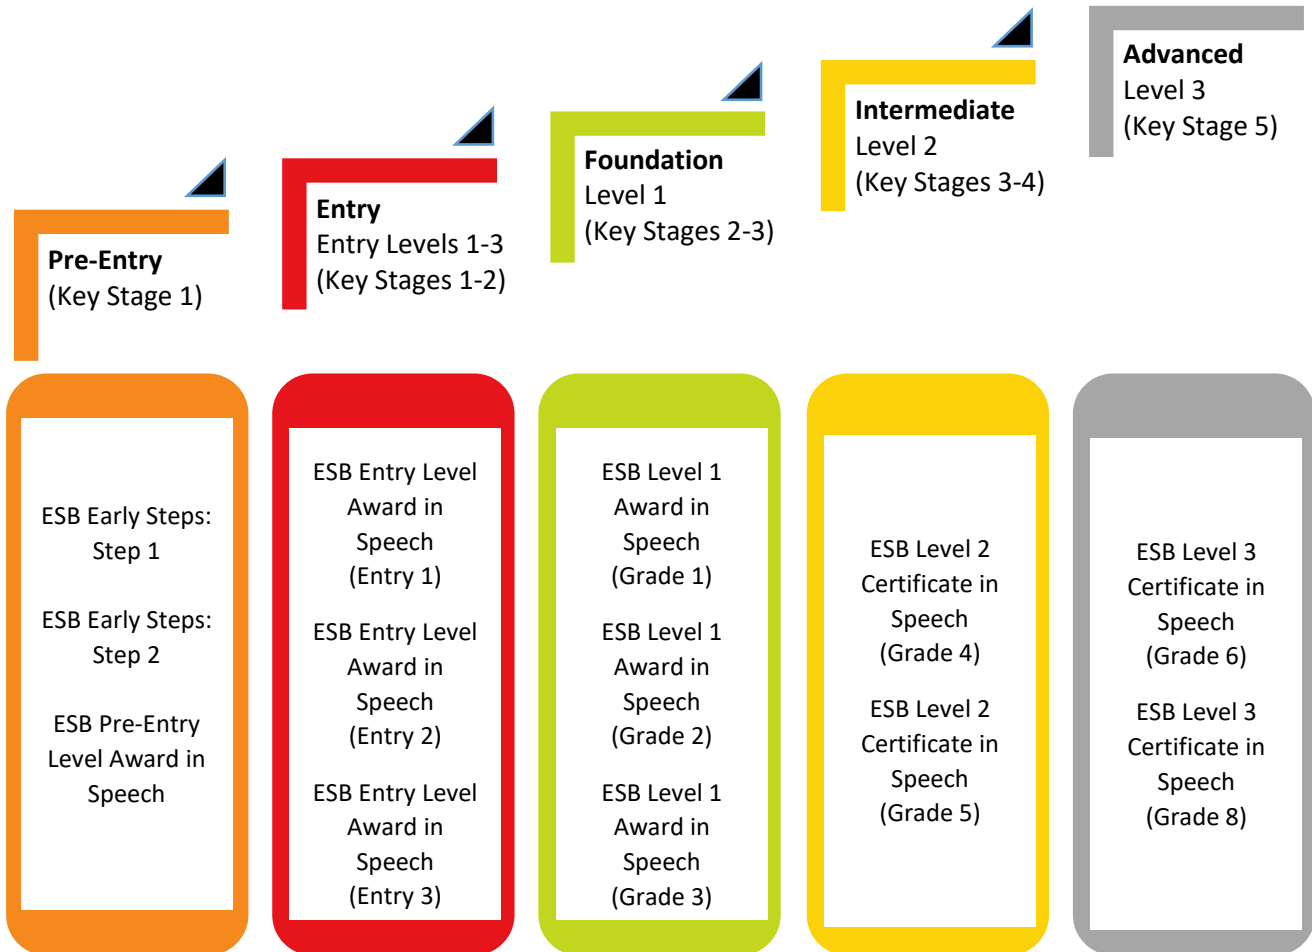 Pre-Entry
(Key Stage 1)
Entry
Entry Levels 1-3
(Key Stages 1-2)
Foundation
Level 1
(Key Stages 2-3)
Intermediate
Level 2
(Key Stages 3-4)
Advanced
Level 3
(Key Stage 5)
ESB Early Steps:
Step 1
ESB Early Steps:
Step 2
ESB Pre-Entry
Level Award in
Speech
ESB Entry Level
Award in
Speech
(Entry 1)
ESB Entry Level
Award in
Speech
(Entry 2)
ESB Entry Level
Award in
Speech
(Entry 3)
ESB Level 1
Award in
Speech
(Grade 1)
ESB Level 1
Award in
Speech
(Grade 2)
ESB Level 1
Award in
Speech
(Grade 3)
ESB Level 2
Certificate in
Speech
(Grade 4)
ESB Level 2
Certificate in
Speech
(Grade 5)
ESB Level 3
Certificate in
Speech
(Grade 6)
ESB Level 3
Certificate in
Speech
(Grade 8)